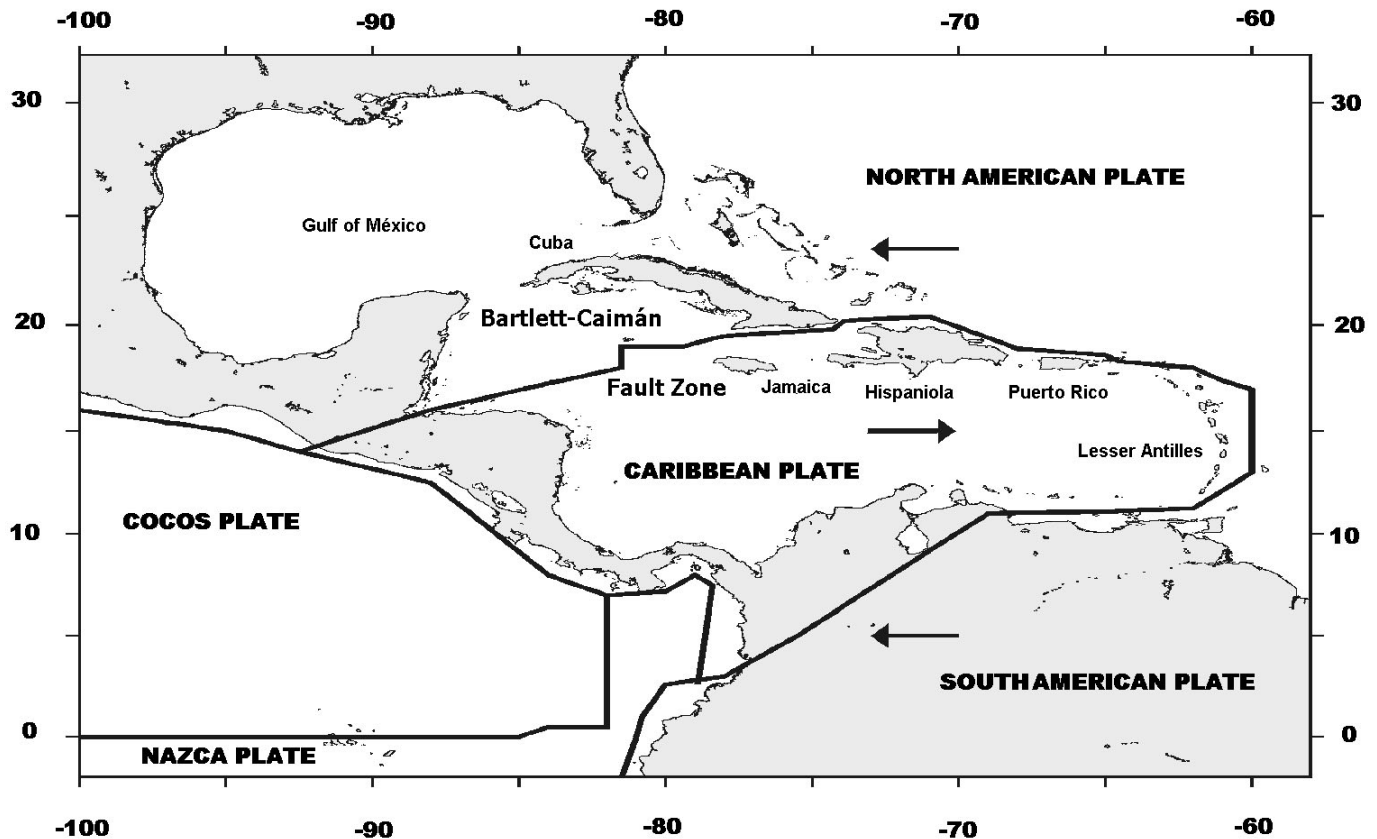 -100 -90 -80 -70 -60
30 30
NORTH AMERICAN PLATE
Gulf of México
Cuba
Bartlett-Caimán
20 20
Fault Zone
Jamaica
Hispaniola
Puerto Rico
Lesser Antilles
CARIBBEAN PLATE
COCOS PLATE
10 10
SOUTH AMERICAN PLATE
0 0
NAZCA PLATE
-100 -90 -80 -70 -60